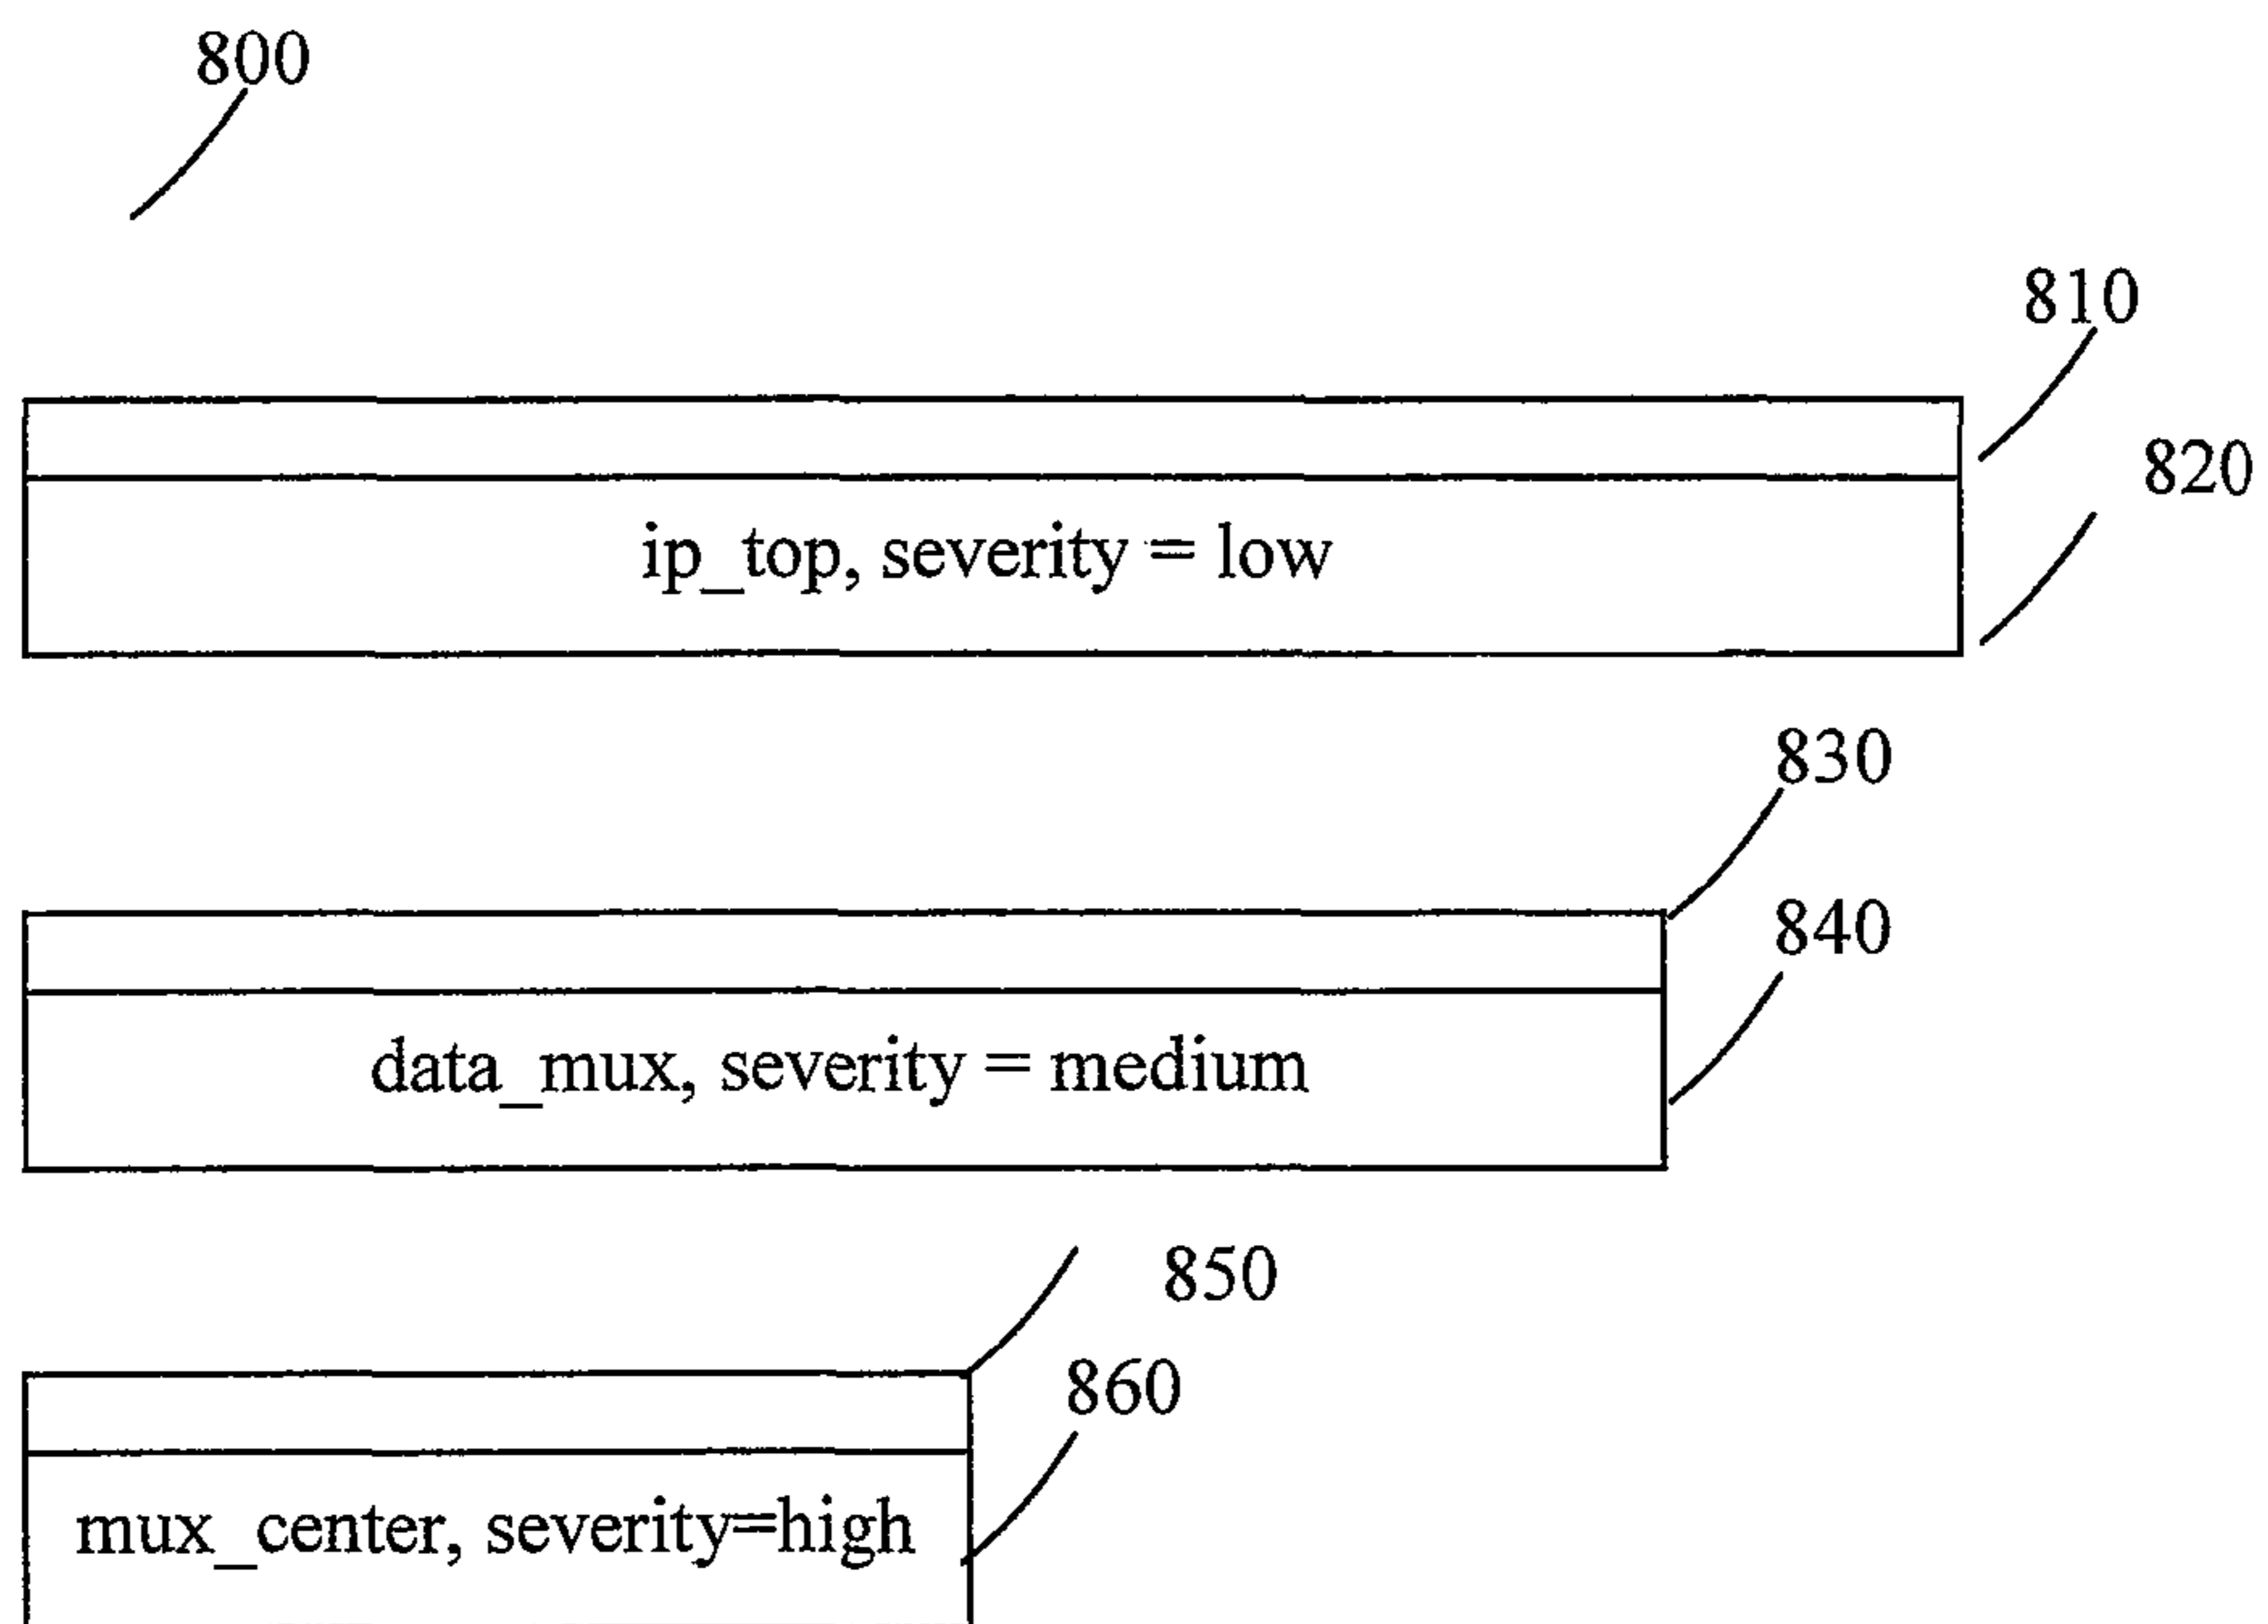 800
810
820
ip_top, severity = low
830
840
data_mux, severity = medium
850
860
mux_center, severity=high